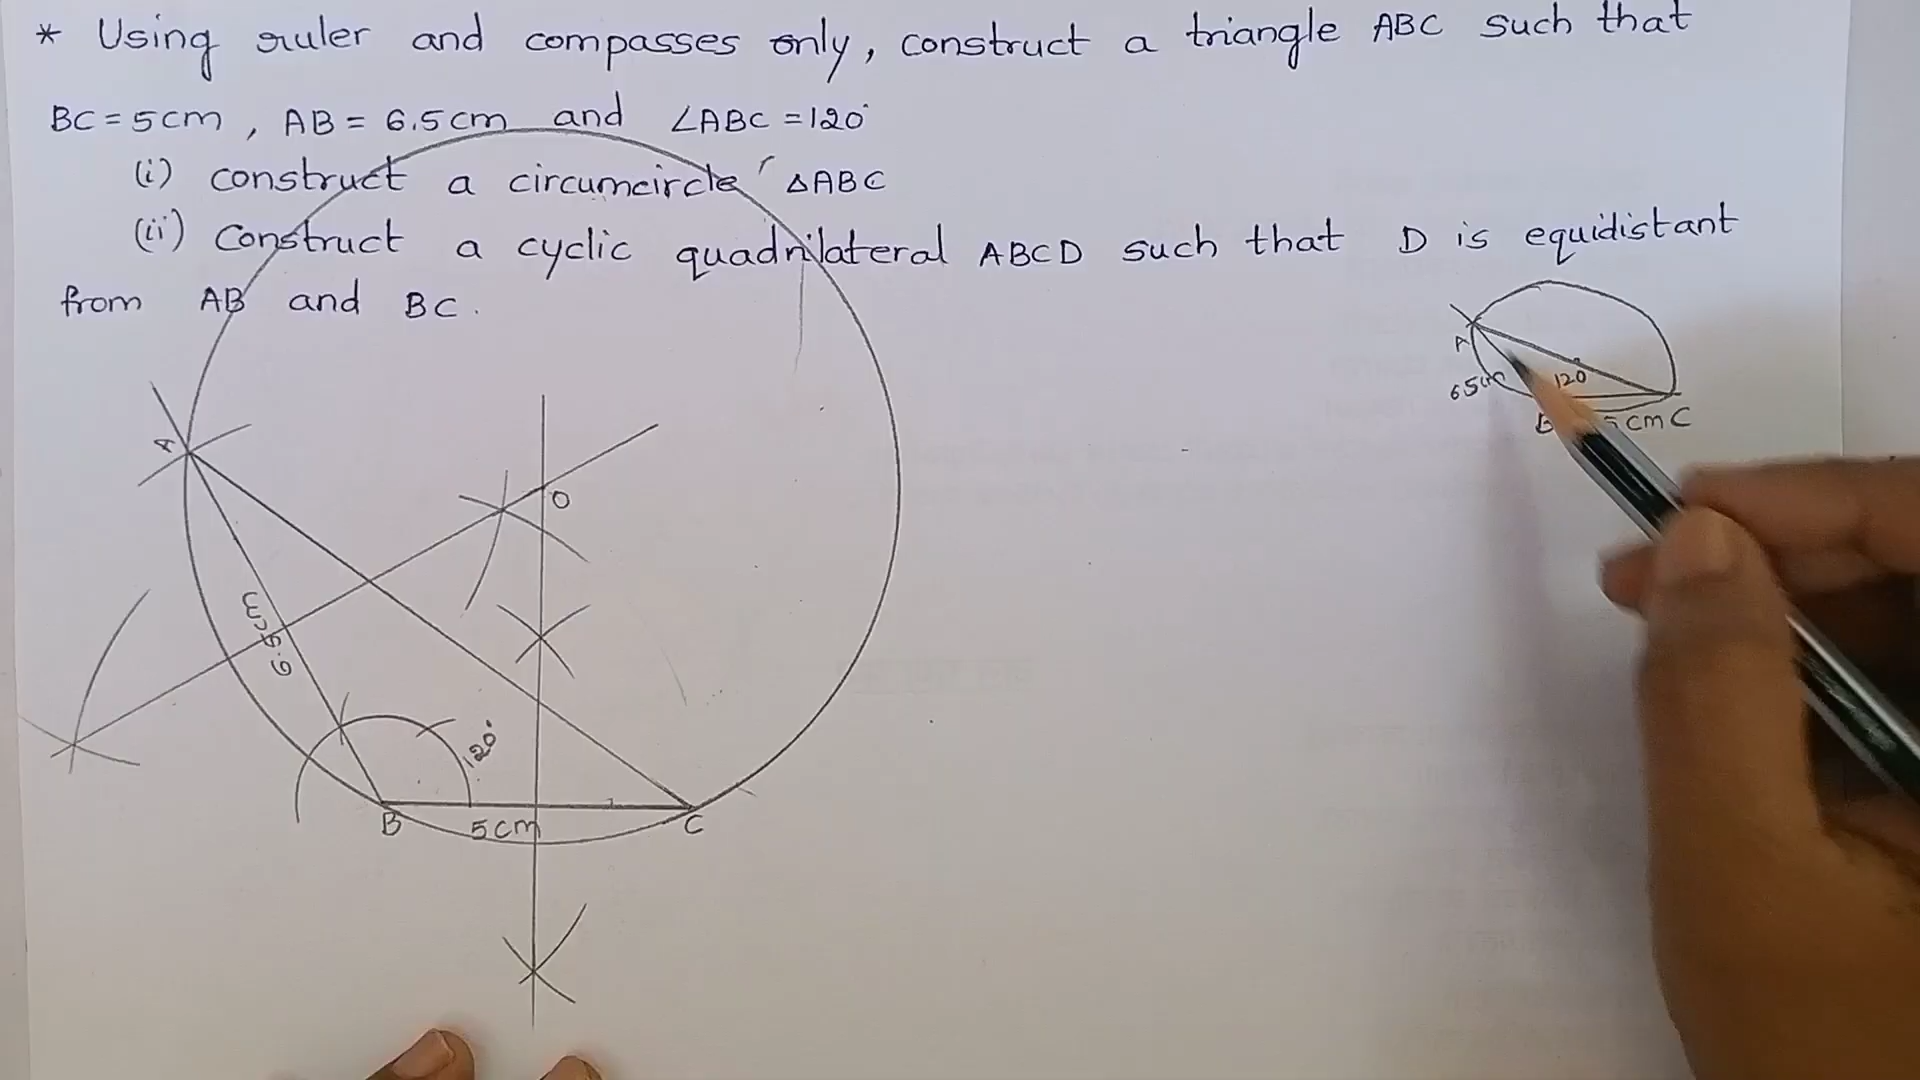 * Using ruler and compasses only, construct a triangle ABC such that
BC = 5cm , AB = 6.5cm and ∠ABC = 120°
(i) construct a circumcircle ΔABC
(ii) construct a cyclic quadrilateral ABCD such that D is equidistant
from AB and BC.
A
6.5cm
120
5cm C
A
O
6.5cm
120°
B 5cm C